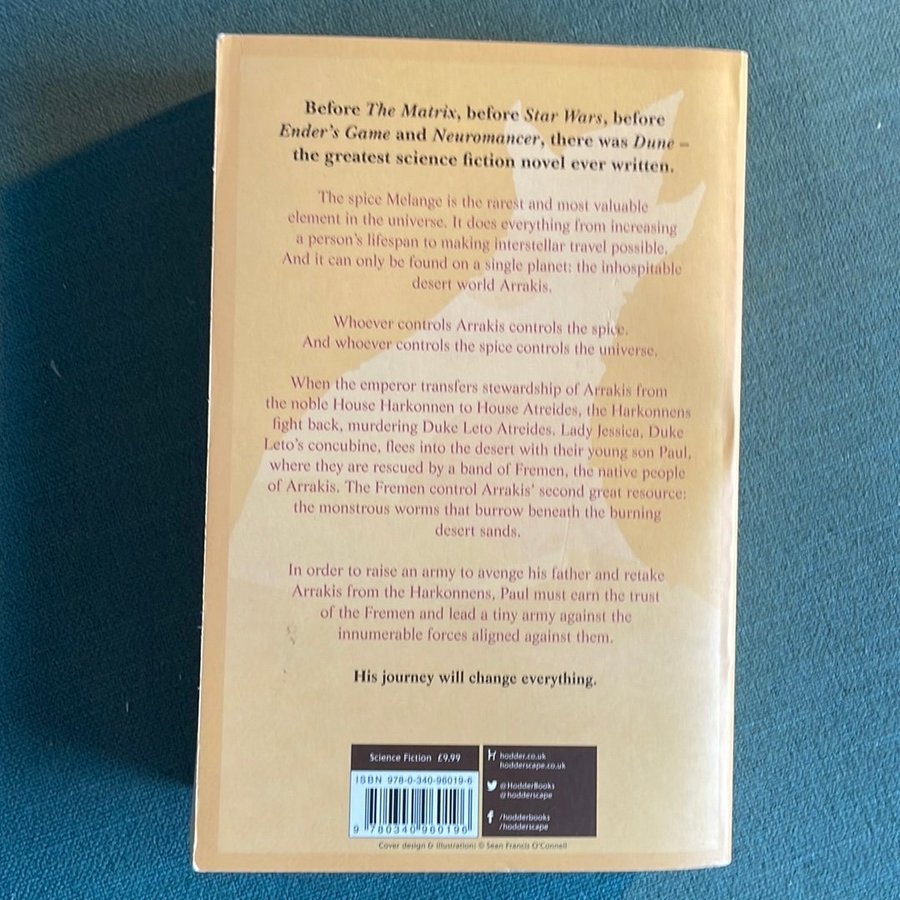 Before The Matrix, before Star Wars, before
Ender's Game and Neuromancer, there was Dune –
the greatest science fiction novel ever written.
The spice Melange is the rarest and most valuable
element in the universe. It does everything from increasing
a person's lifespan to making interstellar travel possible.
And it can only be found on a single planet: the inhospitable
desert world Arrakis.
Whoever controls Arrakis controls the spice.
And whoever controls the spice controls the universe.
When the emperor transfers stewardship of Arrakis from
the noble House Harkonnen to House Atreides, the Harkonnens
fight back, murdering Duke Leto Atreides. Lady Jessica, Duke
Leto's concubine, flees into the desert with their young son Paul,
where they are rescued by a band of Fremen, the native people
of Arrakis. The Fremen control Arrakis' second great resource:
the monstrous worms that burrow beneath the burning
desert sands.
In order to raise an army to avenge his father and retake
Arrakis from the Harkonnens, Paul must earn the trust
of the Fremen and lead a tiny army against the
innumerable forces aligned against them.
His journey will change everything.
Science Fiction £9.99
ISBN 978-0-340-96019-6
9 780340 960196
hodder.co.uk
hodderscape.co.uk
@HodderBooks
@hodderscape
/hodderbooks
/hodderscape
Cover design & illustration: © Sean Francis O'Connell